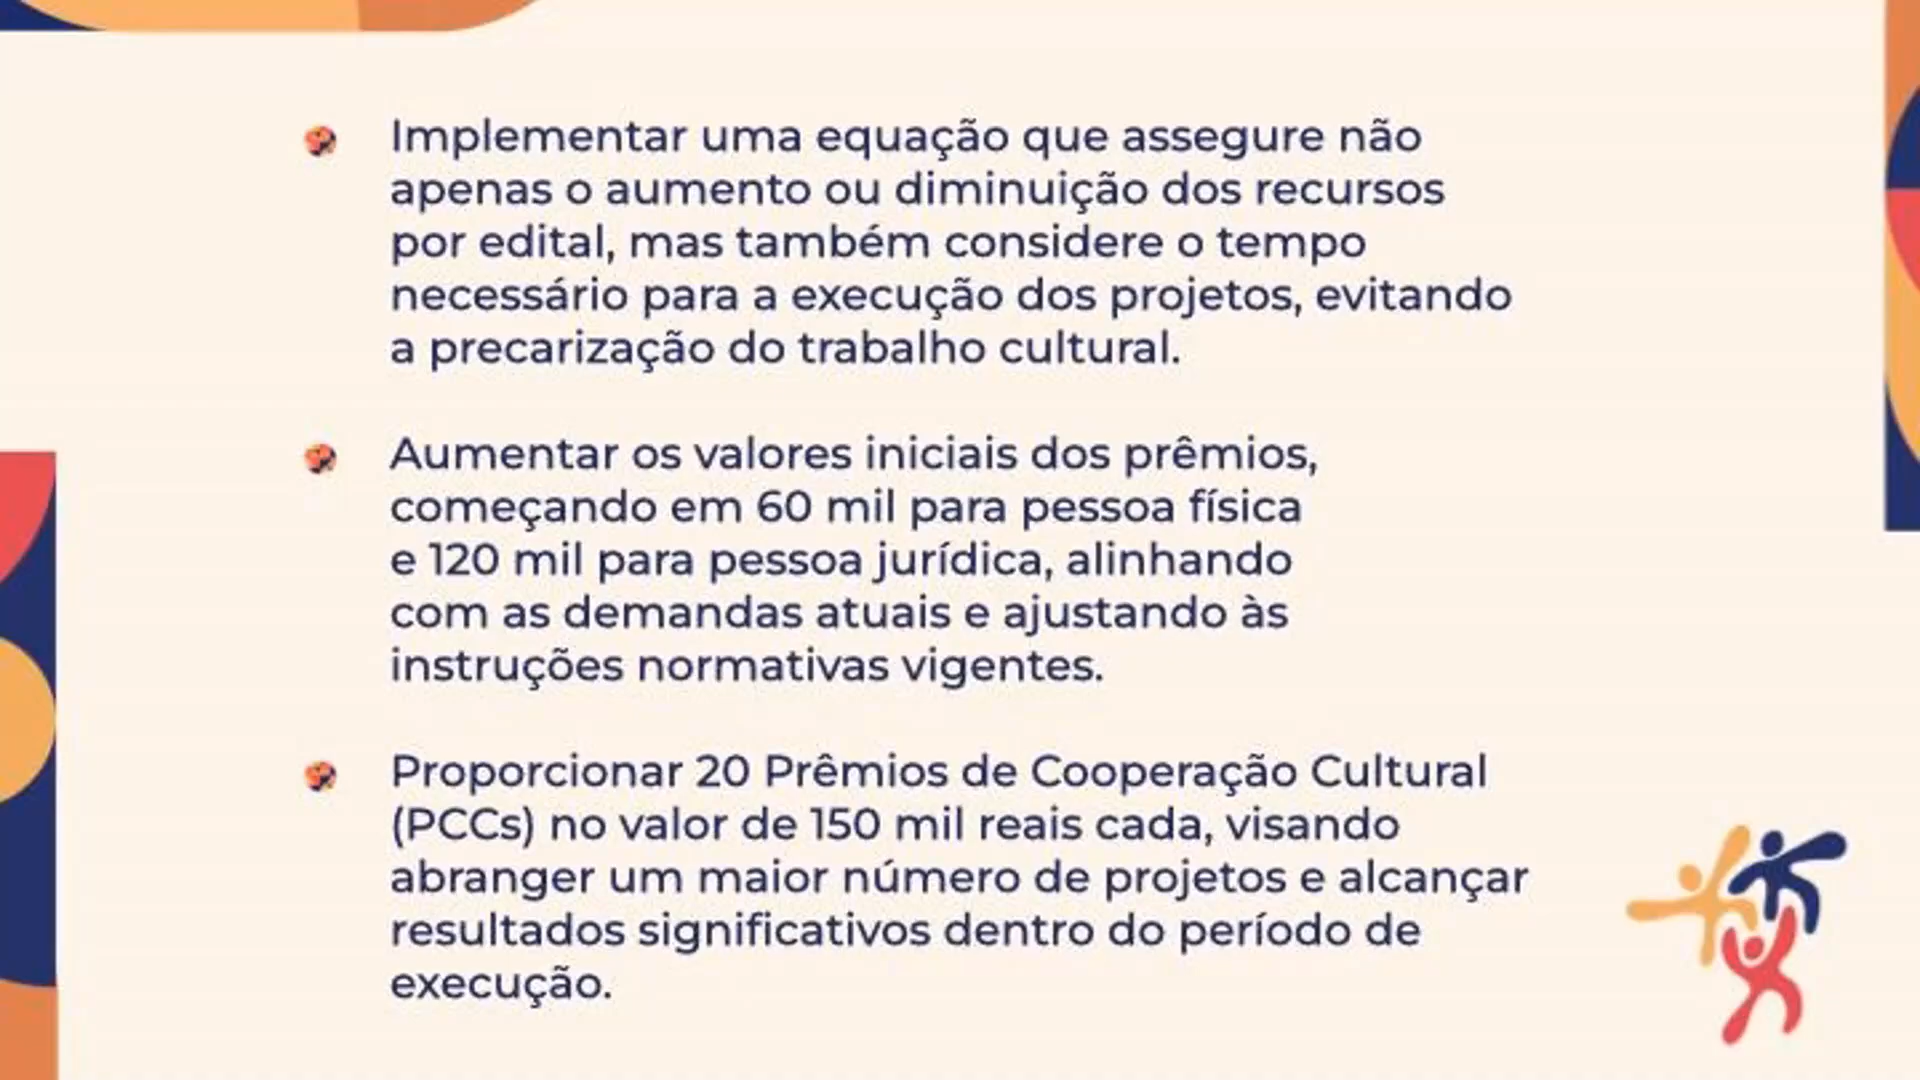 Implementar uma equação que assegure não
apenas o aumento ou diminuição dos recursos
por edital, mas também considere o tempo
necessário para a execução dos projetos, evitando
a precarização do trabalho cultural.
Aumentar os valores iniciais dos prêmios,
começando em 60 mil para pessoa física
e 120 mil para pessoa jurídica, alinhando
com as demandas atuais e ajustando às
instruções normativas vigentes.
Proporcionar 20 Prêmios de Cooperação Cultural
(PCCs) no valor de 150 mil reais cada, visando
abranger um maior número de projetos e alcançar
resultados significativos dentro do período de
execução.